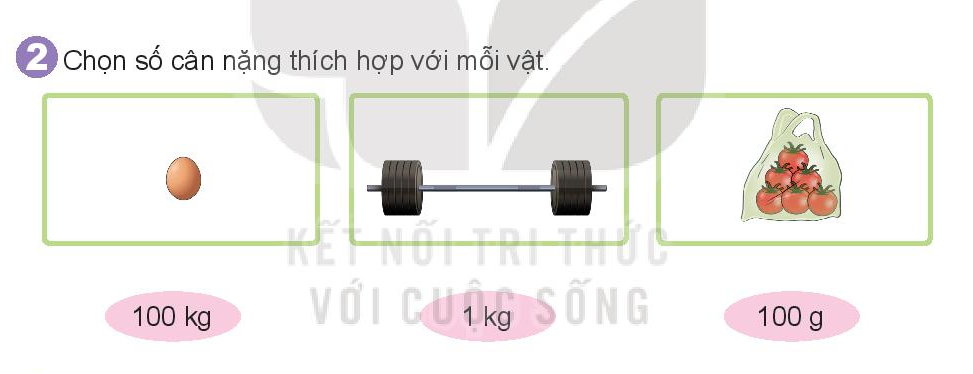 2 Chọn số cân nặng thích hợp với mỗi vật.
KẾT NỐI TRI THỨC
VỚI CUỘC SỐNG
100 kg 1 kg 100 g